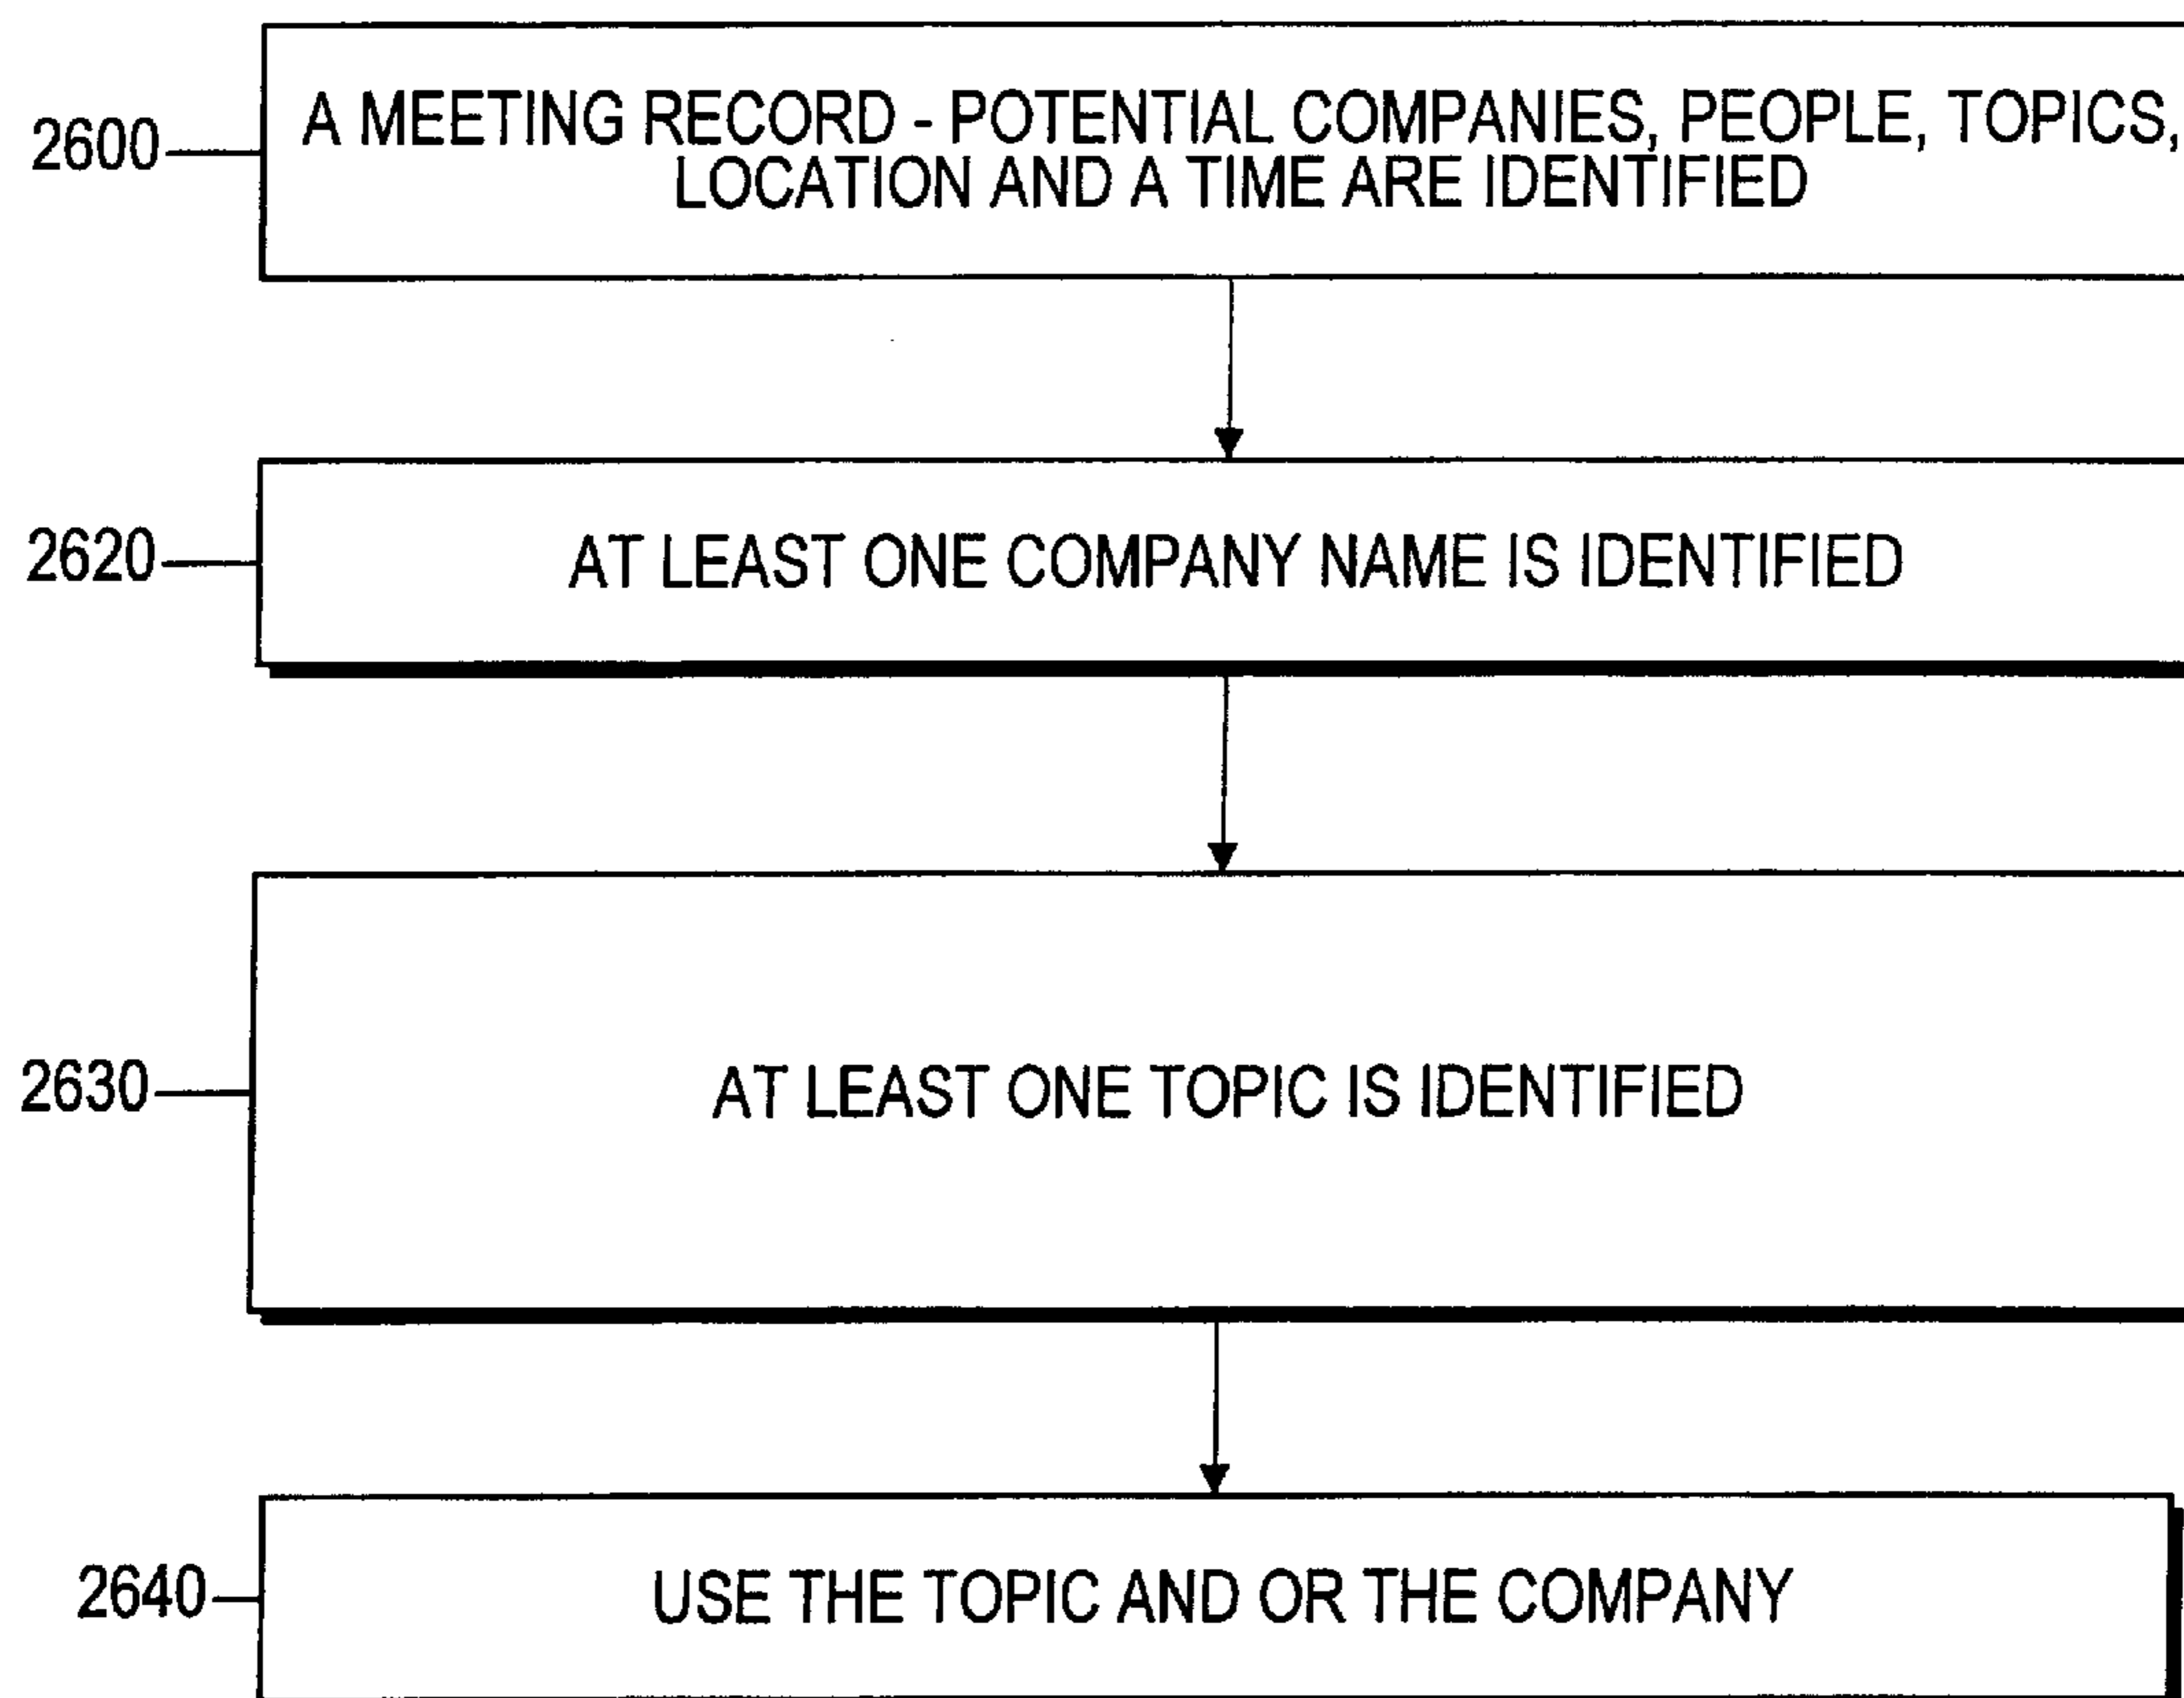 2600
A MEETING RECORD - POTENTIAL COMPANIES, PEOPLE, TOPICS,
LOCATION AND A TIME ARE IDENTIFIED
2620
AT LEAST ONE COMPANY NAME IS IDENTIFIED
2630
AT LEAST ONE TOPIC IS IDENTIFIED
2640
USE THE TOPIC AND OR THE COMPANY